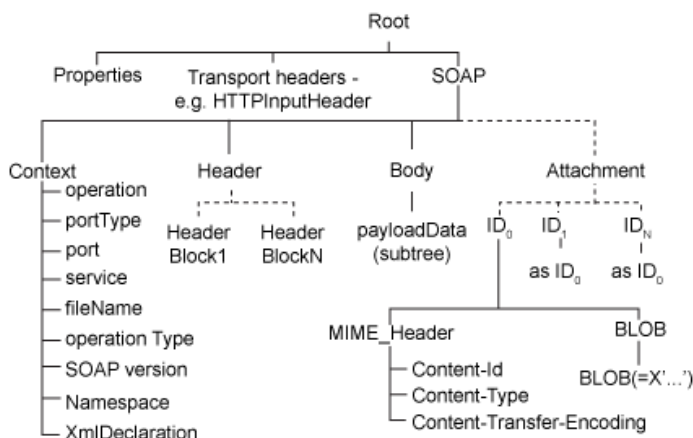 Root
Properties
Transport headers -
e.g. HTTPInputHeader
SOAP
Context
operation
portType
port
service
fileName
operation Type
SOAP version
Namespace
XmlDeclaration
Header
Header
Block1
Header
BlockN
Body
payloadData
(subtree)
Attachment
ID₀
ID₁
as ID₀
IDN
as ID₀
MIME_Header
Content-Id
Content-Type
Content-Transfer-Encoding
BLOB
BLOB(=X'...')